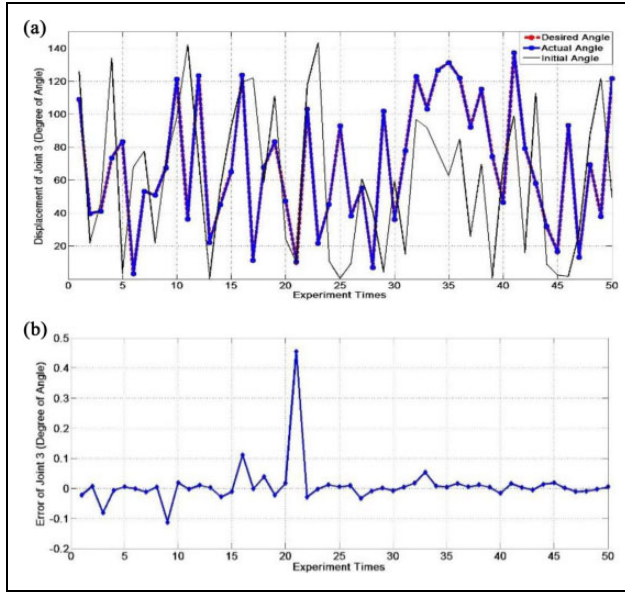 (a)
Desired Angle
Actual Angle
Initial Angle
Displacement of Joint 3 (Degree of Angle)
140
120
100
80
60
40
20
0 5 10 15 20 25 30 35 40 45 50
Experiment Times
(b)
Error of Joint 3 (Degree of Angle)
0.5
0.4
0.3
0.2
0.1
0
-0.1
-0.2
0 5 10 15 20 25 30 35 40 45 50
Experiment Times